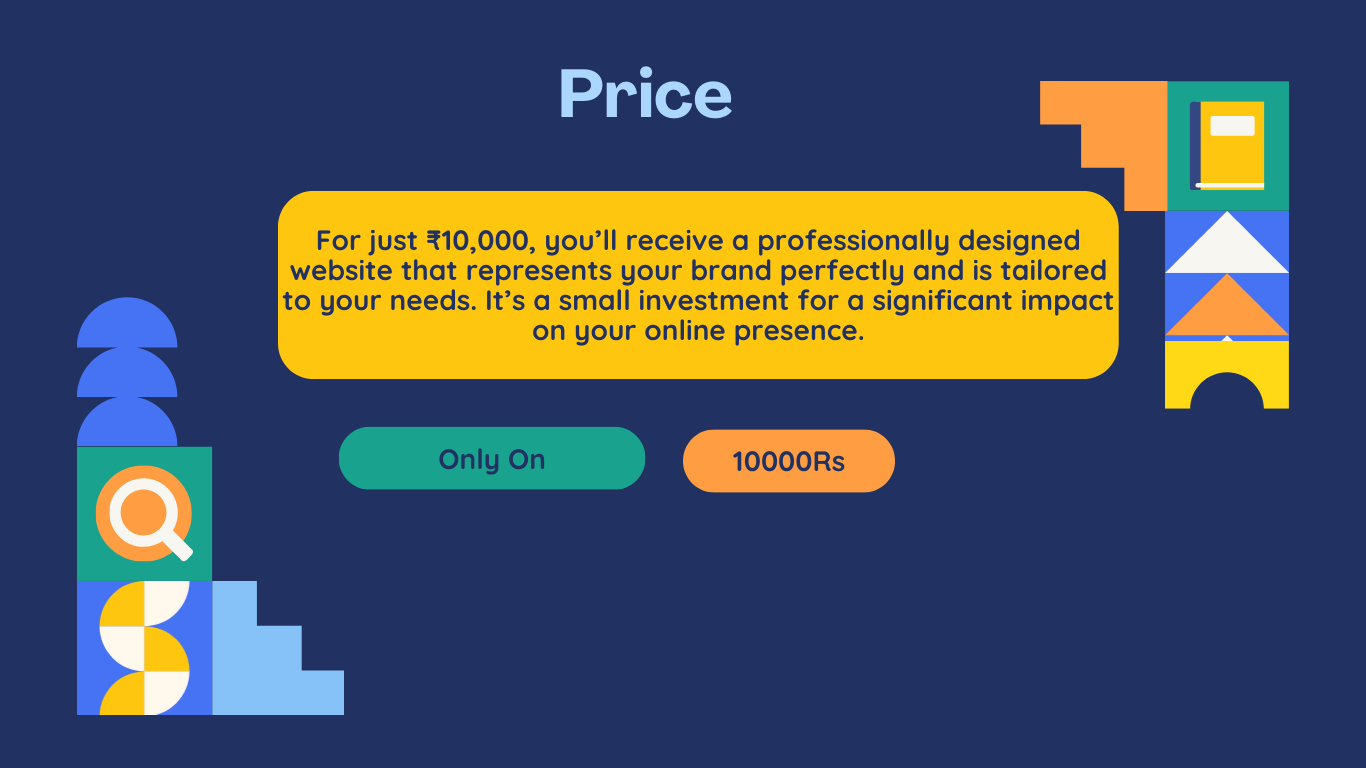 Price
For just ₹10,000, you’ll receive a professionally designed
website that represents your brand perfectly and is tailored
to your needs. It’s a small investment for a significant impact
on your online presence.
Only On
10000Rs